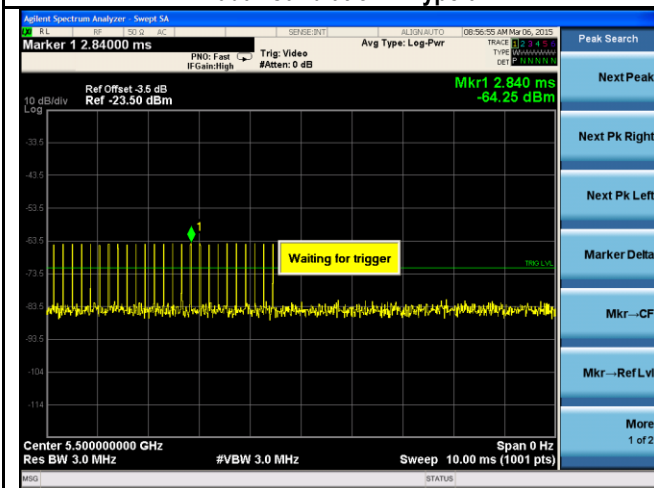 Agilent Spectrum Analyzer - Swept SA
RL RF 50 Ω AC SENSE:INT ALIGN AUTO 08:56:55 AM Mar 06, 2015
Marker 1 2.84000 ms
PNO: Fast
IFGain:High
Trig: Video
#Atten: 0 dB
Avg Type: Log-Pwr
TRACE 1 2 3 4 5 6
TYPE
DET P N N N N N
Peak Search
Mkr1 2.840 ms
-64.25 dBm
Ref Offset -3.5 dB
10 dB/div Ref -23.50 dBm
Log
-33.5
-43.5
-53.5
-63.5
-73.5
-83.5
-93.5
-104
-114
1
Waiting for trigger
TRIG LVL
Center 5.500000000 GHz
Span 0 Hz
Res BW 3.0 MHz #VBW 3.0 MHz Sweep 10.00 ms (1001 pts)
MSG STATUS
Next Peak
Next Pk Right
Next Pk Left
Marker Delta
Mkr→CF
Mkr→Ref Lvl
More
1 of 2